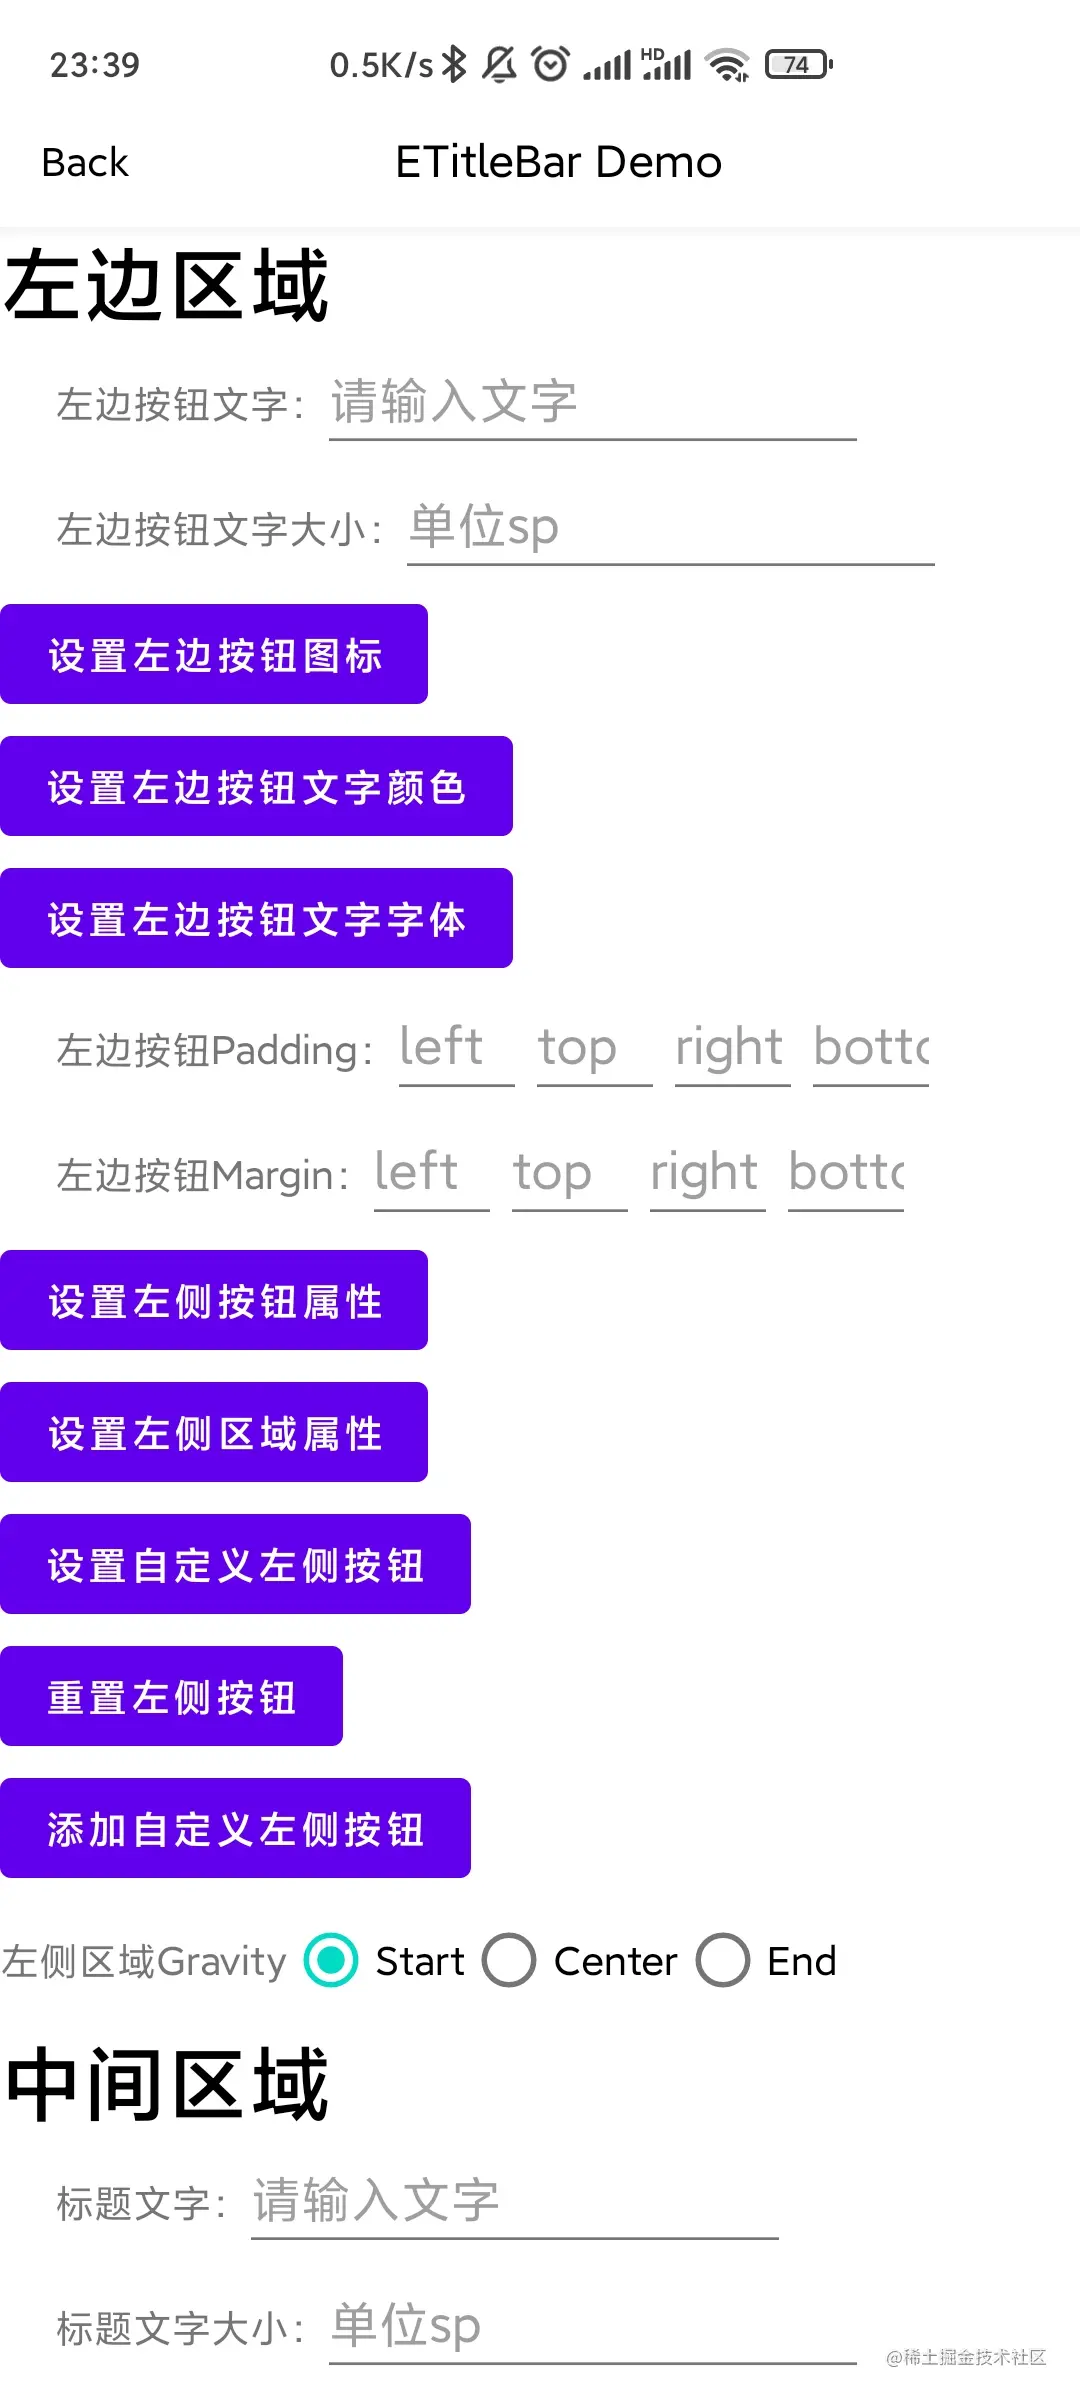 23:39 0.5K/s HD 74
Back ETitleBar Demo
左边区域
左边按钮文字： 请输入文字
左边按钮文字大小： 单位sp
设置左边按钮图标
设置左边按钮文字颜色
设置左边按钮文字字体
左边按钮Padding： left top right botto
左边按钮Margin： left top right botto
设置左侧按钮属性
设置左侧区域属性
设置自定义左侧按钮
重置左侧按钮
添加自定义左侧按钮
左侧区域Gravity Start Center End
中间区域
标题文字： 请输入文字
标题文字大小： 单位sp
@稀土掘金技术社区